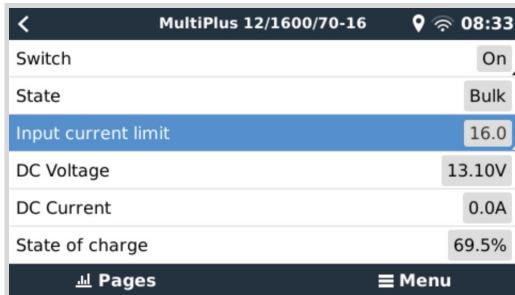 MultiPlus 12/1600/70-16 08:33
Switch On
State Bulk
Input current limit 16.0
DC Voltage 13.10V
DC Current 0.0A
State of charge 69.5%
Pages Menu